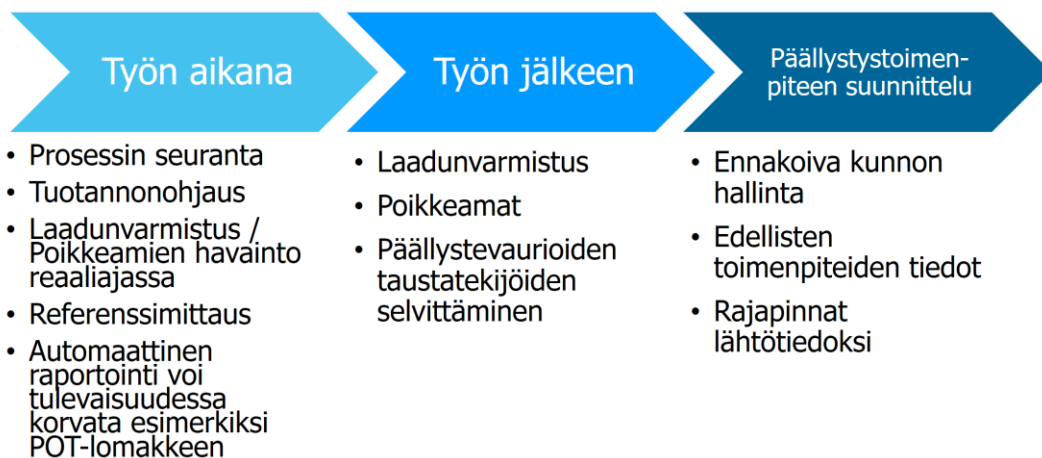 Työn aikana
• Prosessin seuranta
• Tuotannonohjaus
• Laadunvarmistus /
Poikkeamien havainto
reaaliajassa
• Referenssimittaus
• Automaattinen
raportointi voi
tulevaisuudessa
korvata esimerkiksi
POT-lomakkeen
Työn jälkeen
• Laadunvarmistus
• Poikkeamat
• Päällystevaurioiden
taustatekijöiden
selvittäminen
Päällystystoimen-
piteen suunnittelu
• Ennakoiva kunnon
hallinta
• Edellisten
toimenpiteiden tiedot
• Rajapinnat
lähtötiedoksi